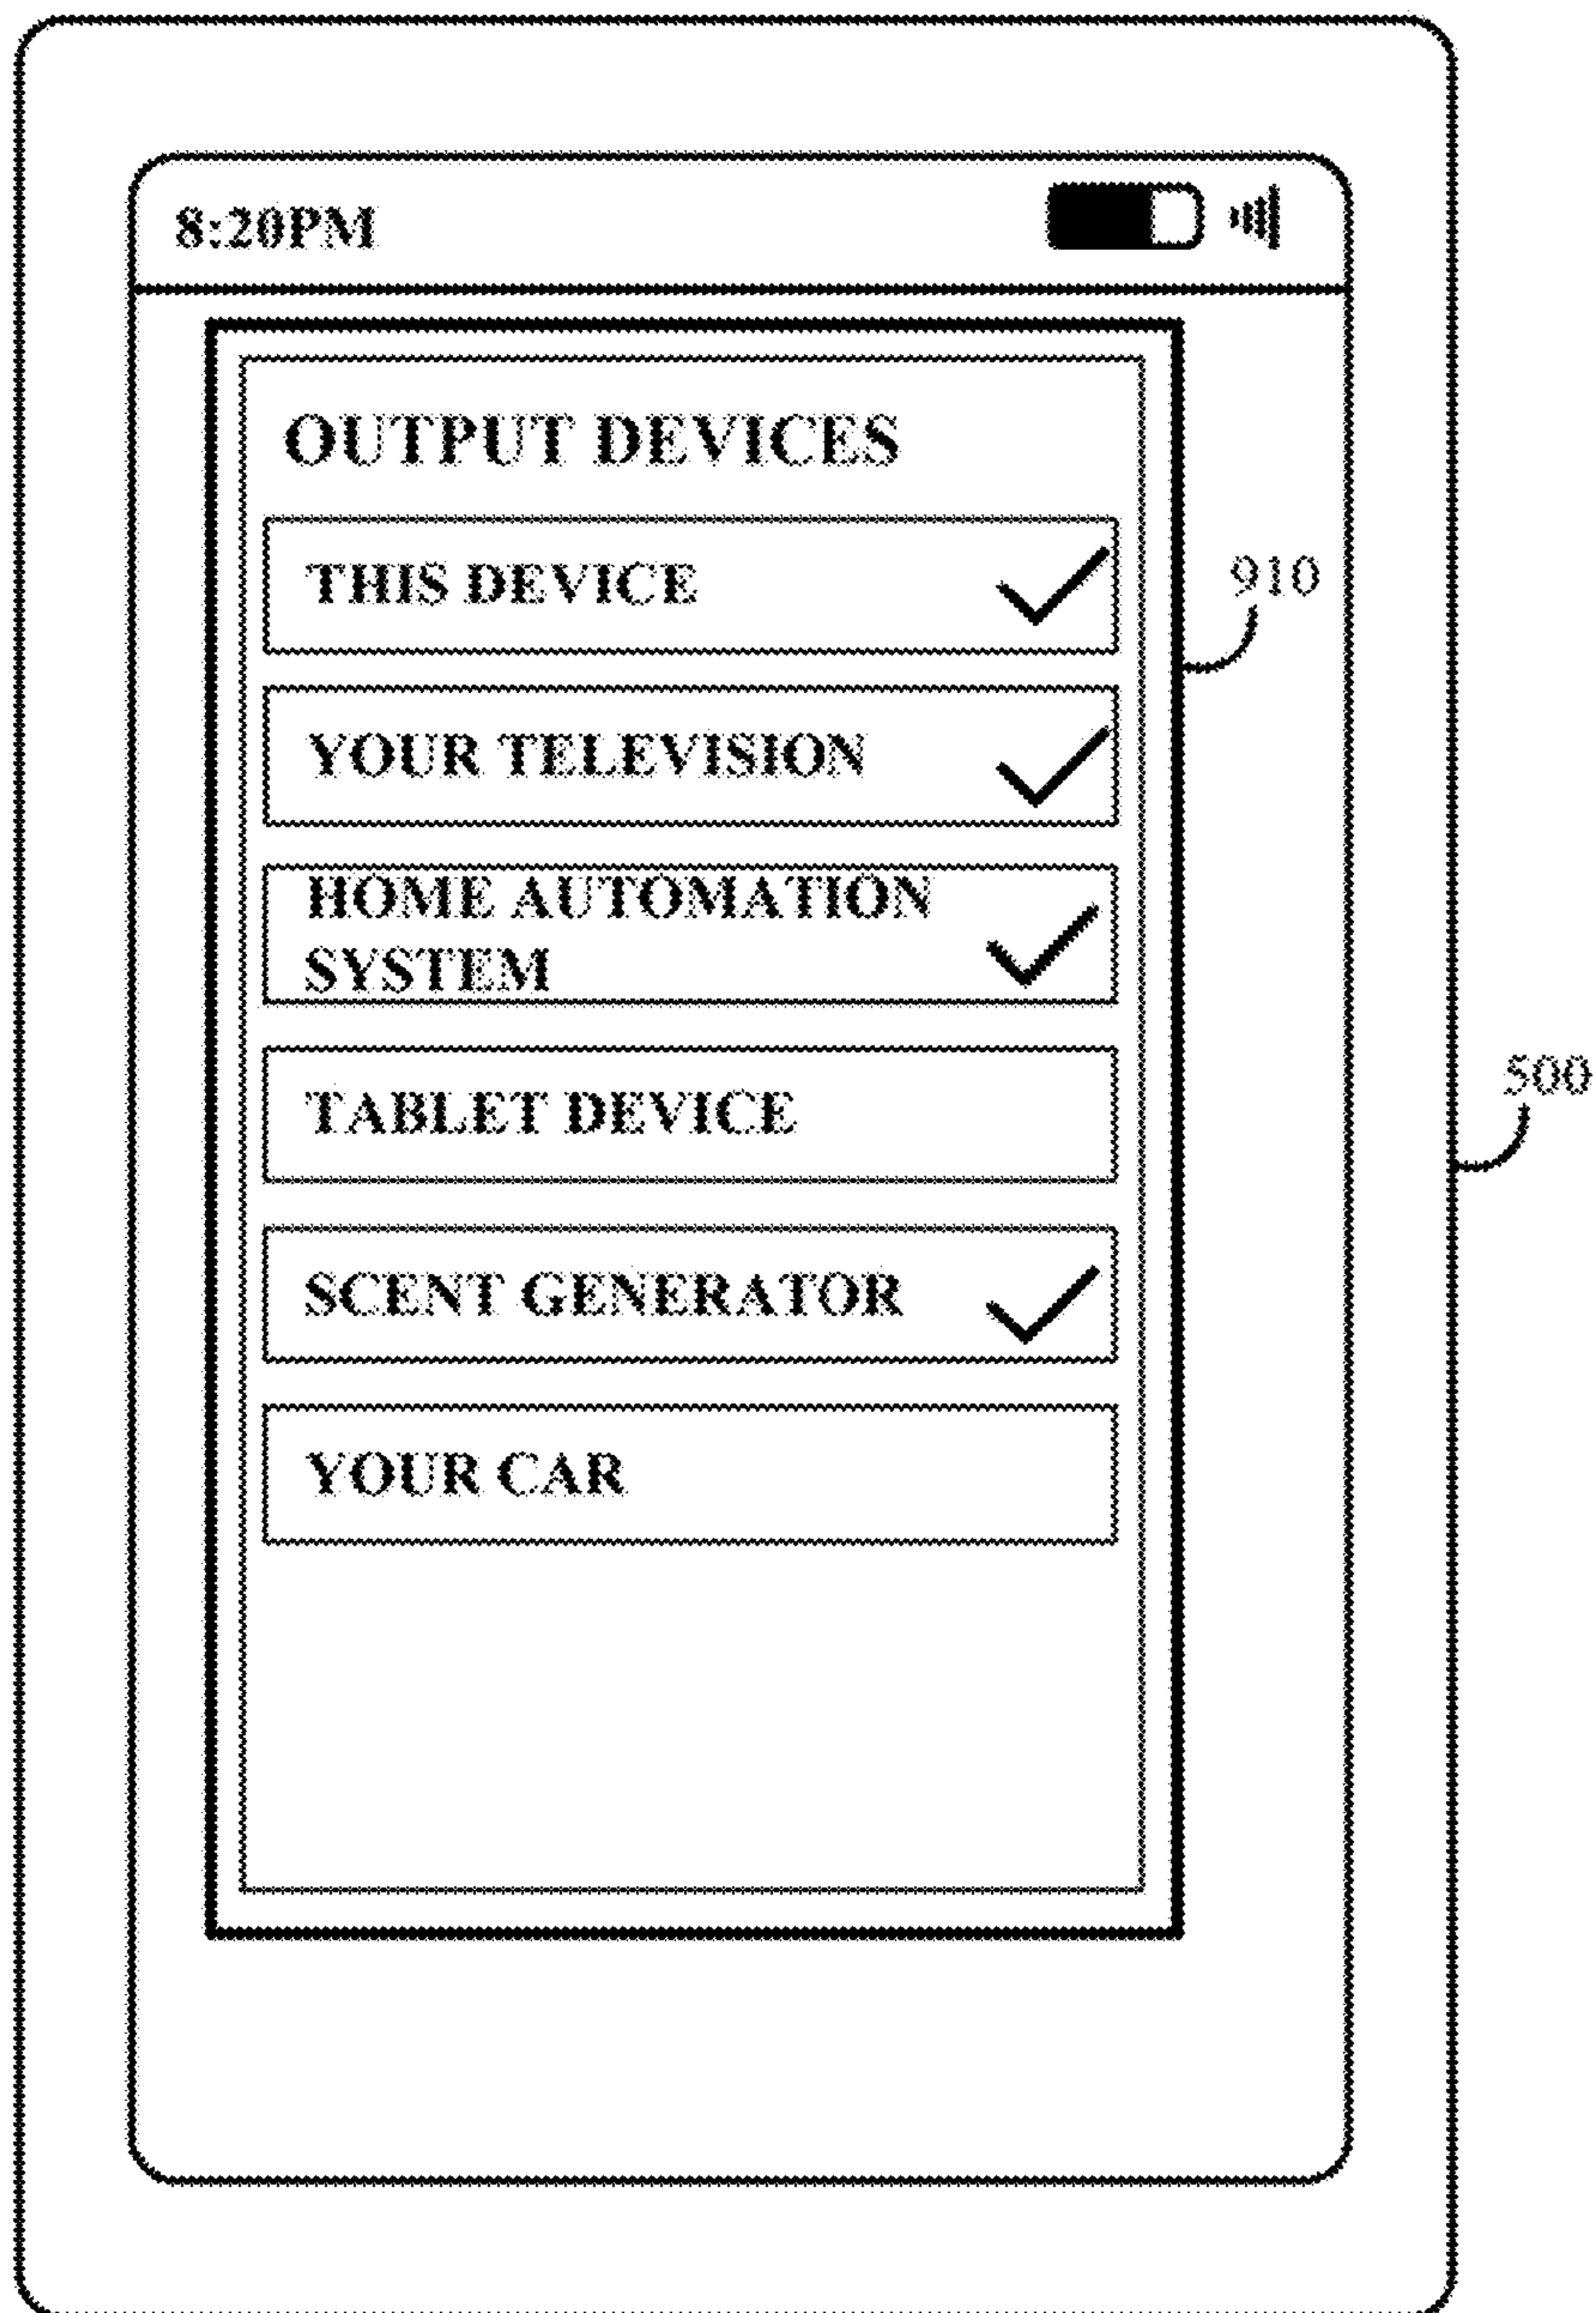 8:20PM
OUTPUT DEVICES
THIS DEVICE
910
YOUR TELEVISION
HOME AUTOMATION
SYSTEM
500
TABLET DEVICE
SCENT GENERATOR
YOUR CAR